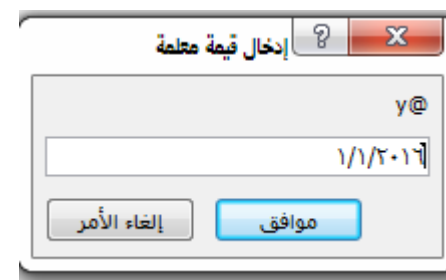 إدخال قيمة معلمة
y@
١/١/٢٠١٦
موافق
إلغاء الأمر